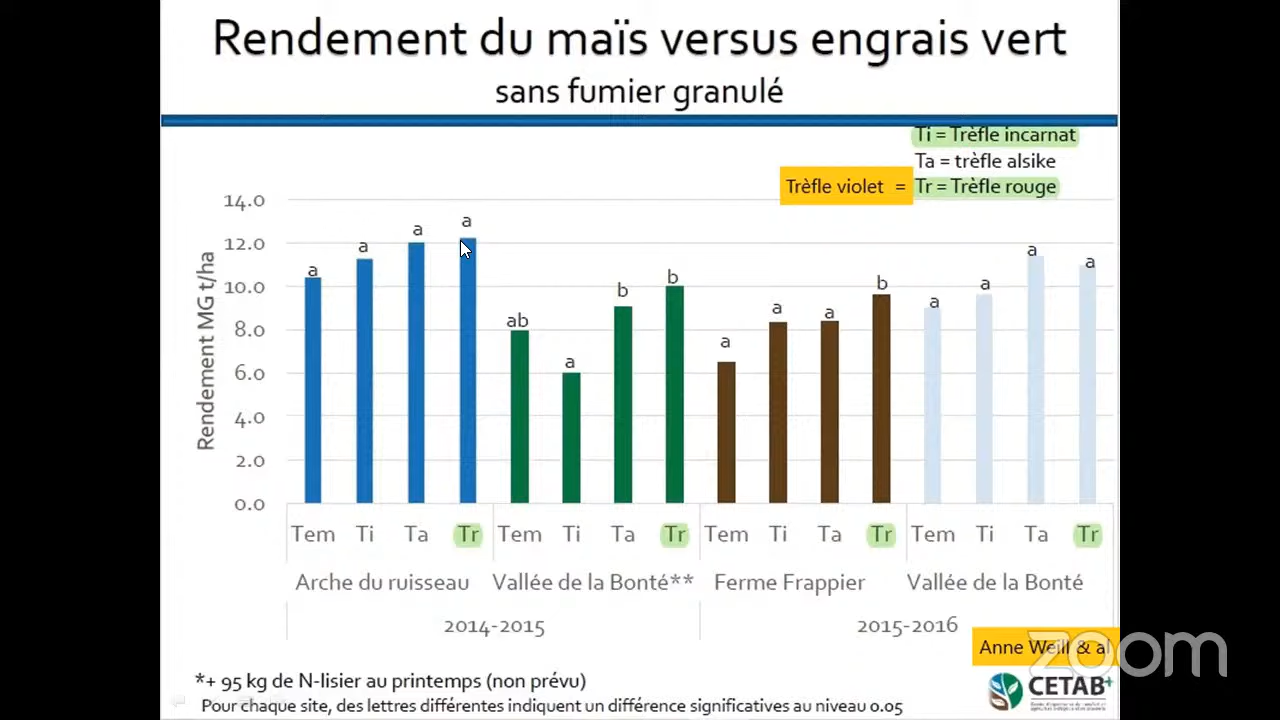 Rendement du maïs versus engrais vert
sans fumier granulé
Ti = Trèfle incarnat
Ta = trèfle alsike
Trèfle violet = Tr = Trèfle rouge
Rendement MG t/ha
14.0
12.0
10.0
8.0
6.0
4.0
2.0
0.0
a a a a ab a b b a a a b a a a a
Tem Ti Ta Tr Tem Ti Ta Tr Tem Ti Ta Tr Tem Ti Ta Tr
Arche du ruisseau Vallée de la Bonté** Ferme Frappier Vallée de la Bonté
2014-2015 2015-2016
Anne Weill & al
zoom
*+ 95 kg de N-lisier au printemps (non prévu)
CETAB+
Pour chaque site, des lettres différentes indiquent un différence significatives au niveau 0.05